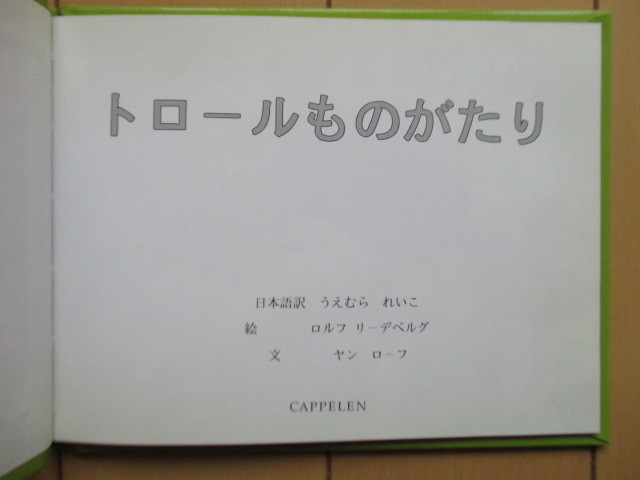 トロールものがたり
日本語訳 うえむら れいこ
絵 ロルフ リーデベルグ
文 ヤン ローフ
CAPPELEN